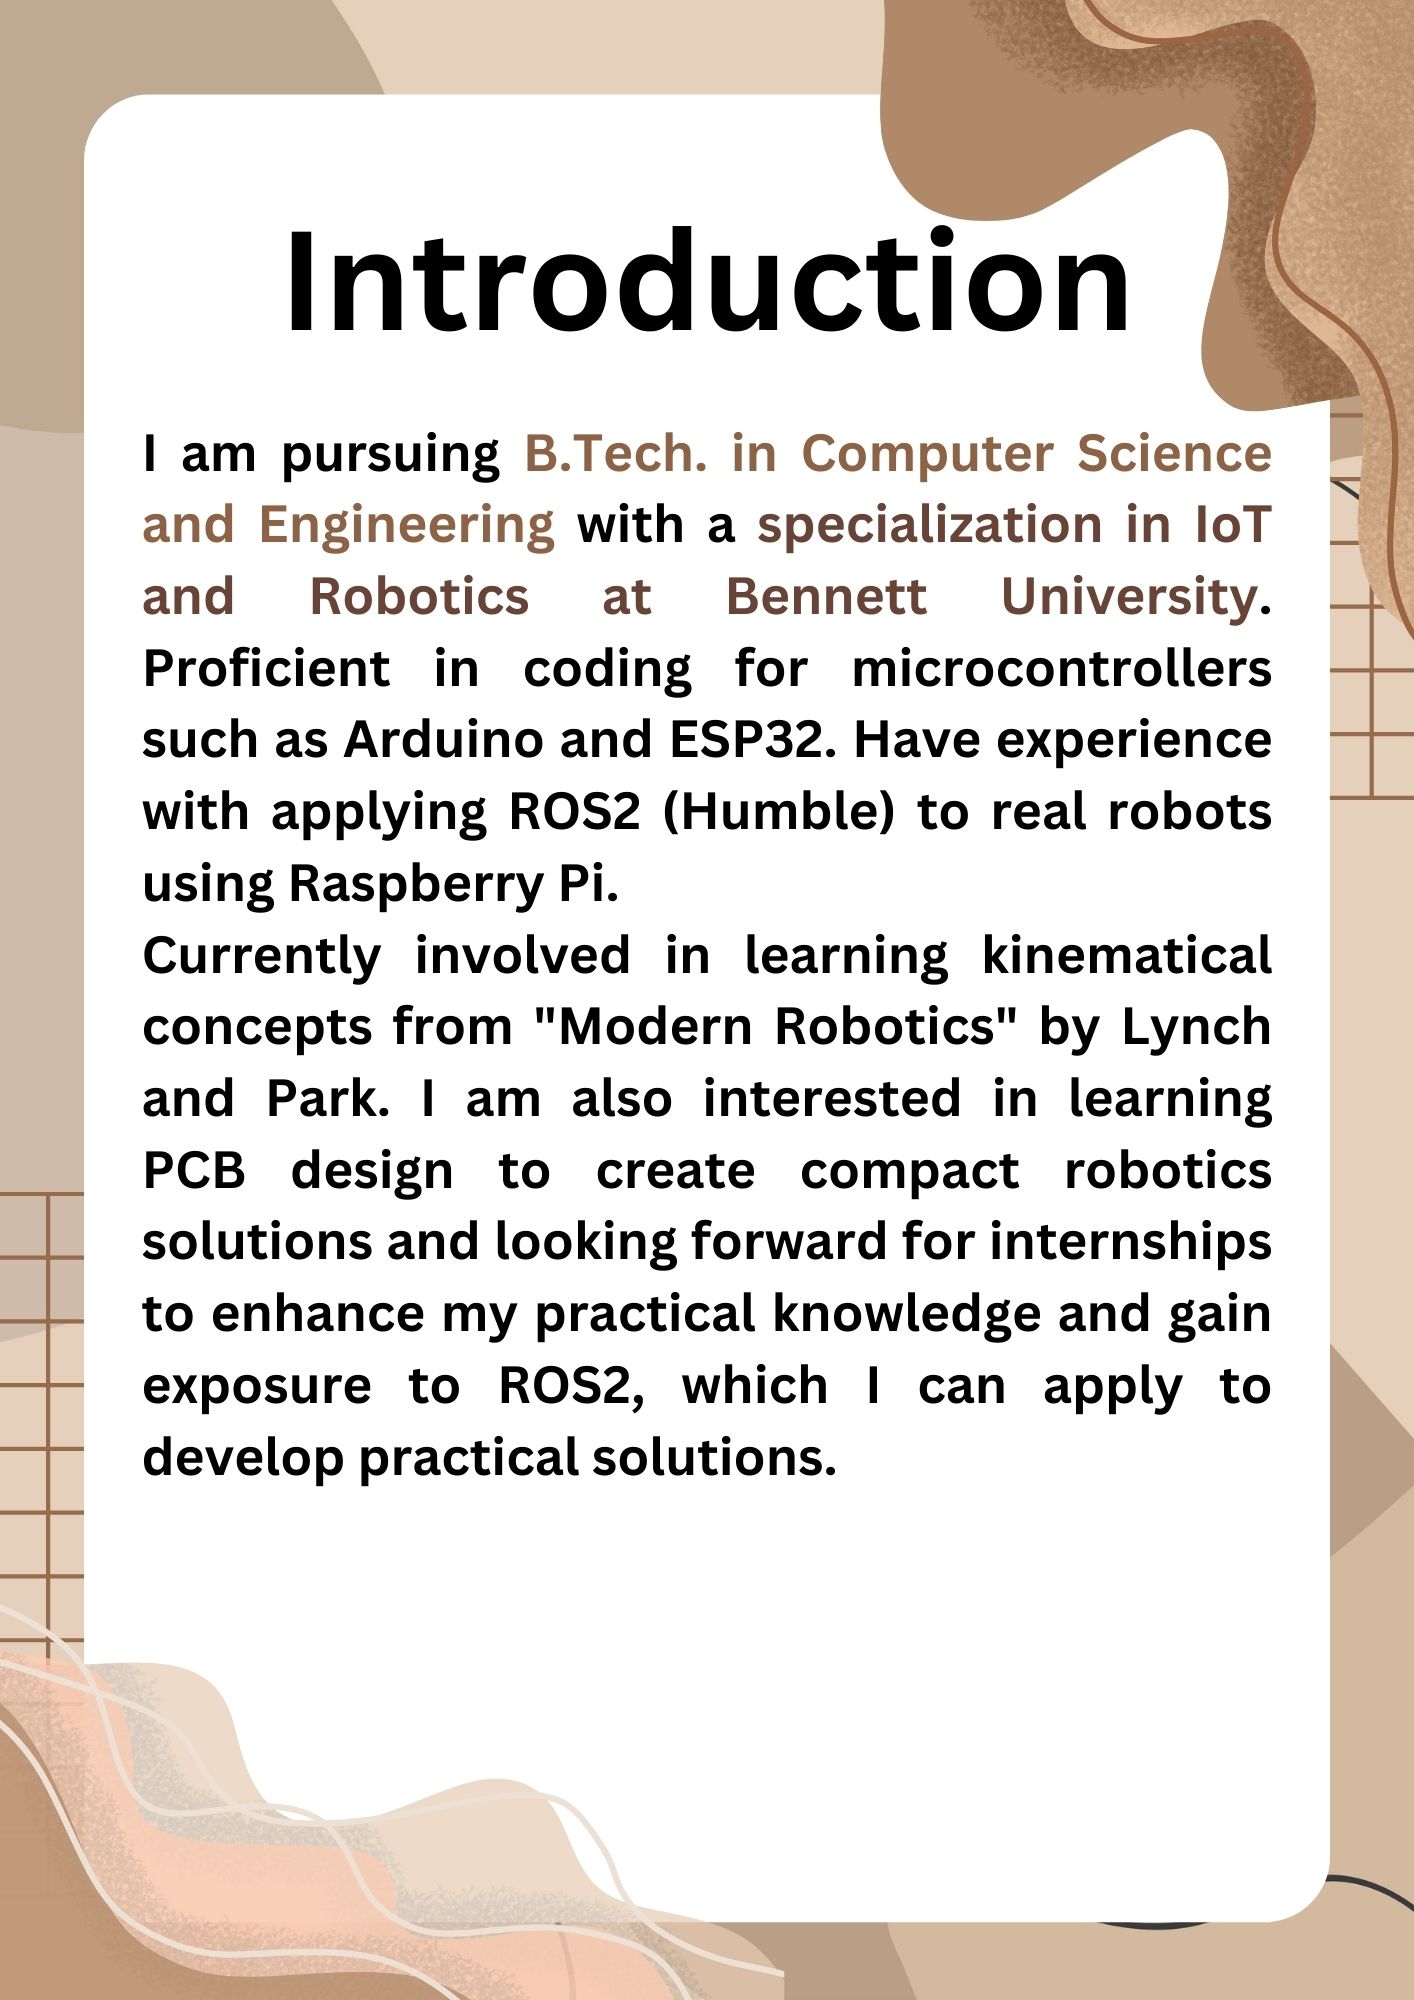 Introduction
I am pursuing B.Tech. in Computer Science
and Engineering with a specialization in IoT
and Robotics at Bennett University.
Proficient in coding for microcontrollers
such as Arduino and ESP32. Have experience
with applying ROS2 (Humble) to real robots
using Raspberry Pi.
Currently involved in learning kinematical
concepts from "Modern Robotics" by Lynch
and Park. I am also interested in learning
PCB design to create compact robotics
solutions and looking forward for internships
to enhance my practical knowledge and gain
exposure to ROS2, which I can apply to
develop practical solutions.